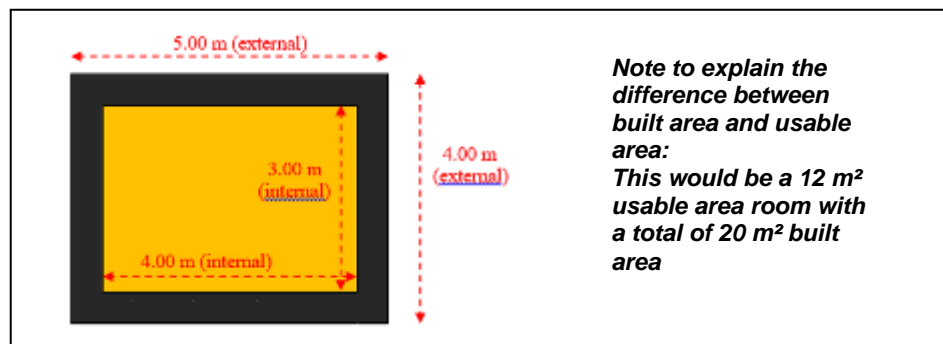 5.00 m (external)
3.00 m
(internal)
4.00 m (internal)
4.00 m
(external)
Note to explain the
difference between
built area and usable
area:
This would be a 12 m² 
usable area room with
a total of 20 m² built
area